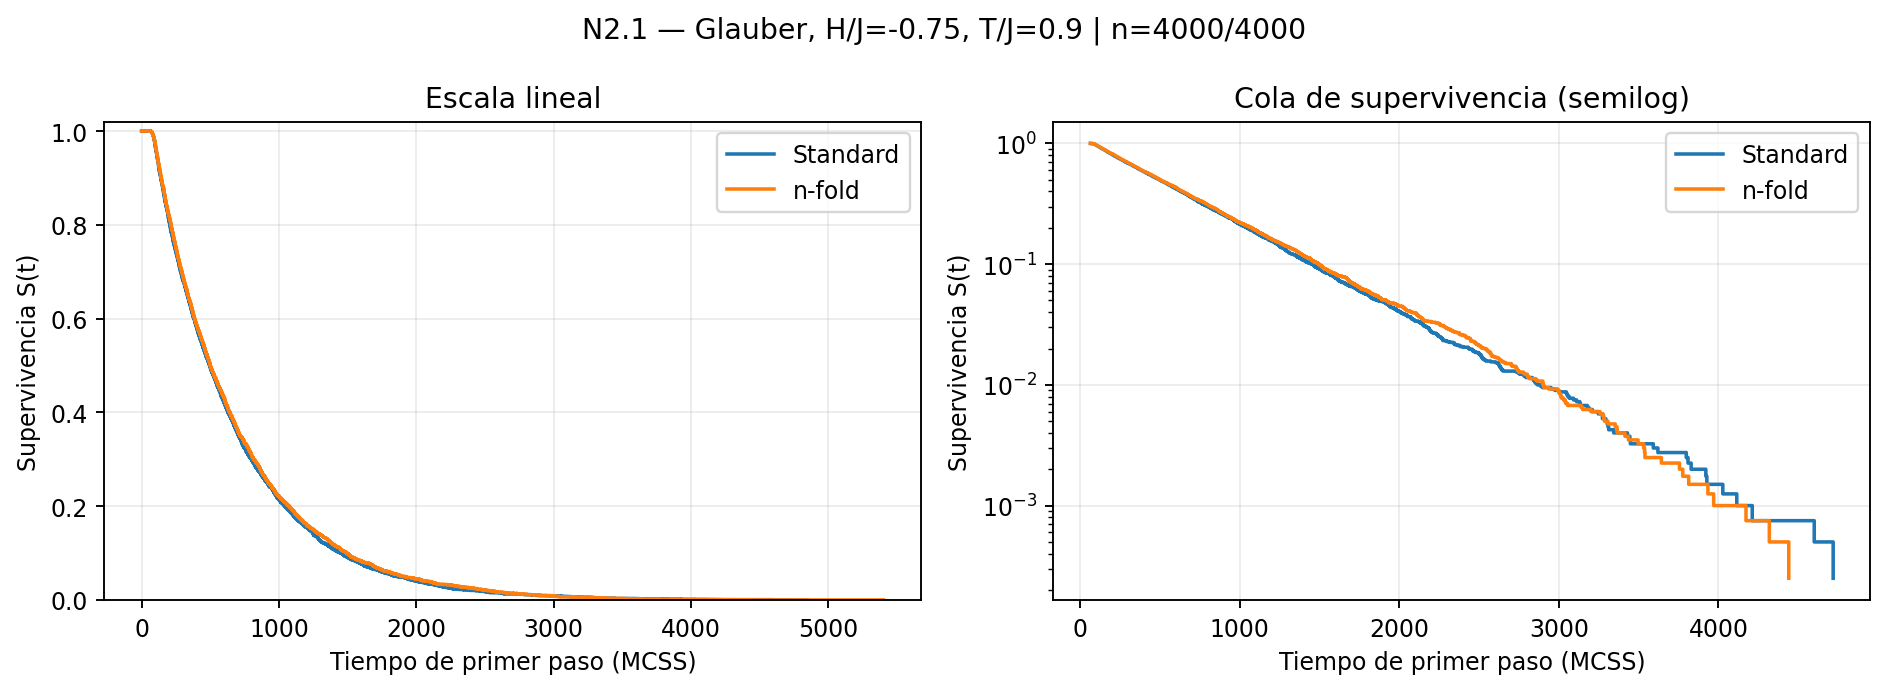 N2.1 — Glauber, H/J=-0.75, T/J=0.9 | n=4000/4000
Escala lineal
1.0
0.8
0.6
0.4
0.2
0.0
Supervivencia S(t)
Standard
n-fold
0 1000 2000 3000 4000 5000
Tiempo de primer paso (MCSS)
Cola de supervivencia (semilog)
10⁰
10⁻¹
10⁻²
10⁻³
Supervivencia S(t)
Standard
n-fold
0 1000 2000 3000 4000
Tiempo de primer paso (MCSS)